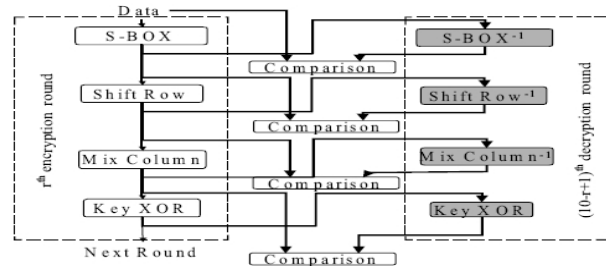 Data
S-BOX
S-BOX⁻¹
Comparison
Shift Row
Shift Row⁻¹
Comparison
Mix Column
Mix Column⁻¹
Comparison
Key XOR
Key XOR
Next Round
Comparison
rᵗʰ encryption round
(10-r+1)ᵗʰ decryption round